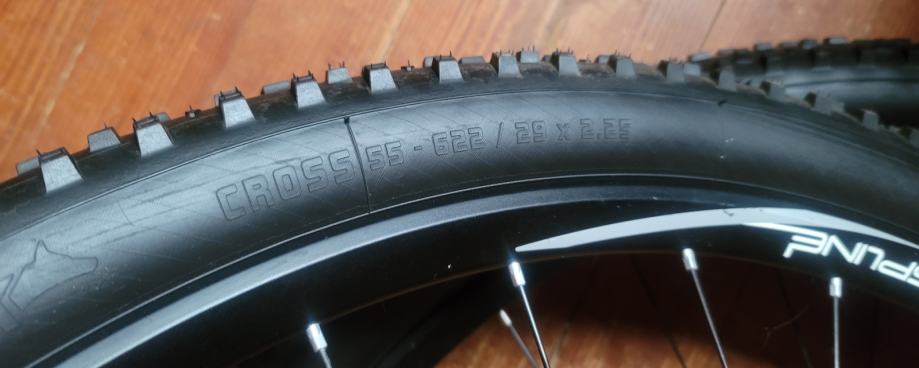 CROSS 55 - 622 / 29 x 2.25
SPLINE